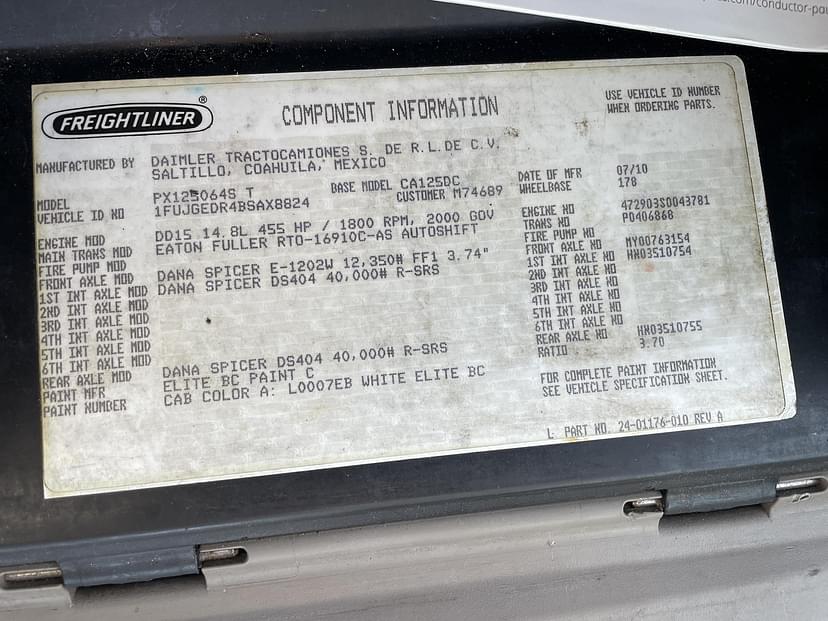 s.com/conductor-pa
FREIGHTLINER ®
COMPONENT INFORMATION
USE VEHICLE ID NUMBER
WHEN ORDERING PARTS.
MANUFACTURED BY DAIMLER TRACTOCAMIONES S. DE R.L.DE C.V.
SALTILLO, COAHUILA, MEXICO
MODEL PX125064S T BASE MODEL CA125DC DATE OF MFR 07/10
VEHICLE ID NO 1FUJGEDR4BSAX8824 CUSTOMER M74689 WHEELBASE 178
ENGINE MOD DD15 14.8L 455 HP / 1800 RPM, 2000 GOV ENGINE NO 472903S0043781
MAIN TRANS MOD EATON FULLER RTO-16910C-AS AUTOSHIFT TRANS NO P0406868
FIRE PUMP MOD FIRE PUMP NO
FRONT AXLE MOD DANA SPICER E-1202W 12,350# FF1 3.74" FRONT AXLE NO MY00763154
1ST INT AXLE MOD DANA SPICER DS404 40,000# R-SRS 1ST INT AXLE NO HN03510754
2ND INT AXLE MOD 2ND INT AXLE NO
3RD INT AXLE MOD 3RD INT AXLE NO
4TH INT AXLE MOD 4TH INT AXLE NO
5TH INT AXLE MOD 5TH INT AXLE NO
6TH INT AXLE MOD 6TH INT AXLE NO
REAR AXLE MOD DANA SPICER DS404 40,000# R-SRS REAR AXLE NO HN03510755
PAINT MFR ELITE BC PAINT C RATIO 3.70
PAINT NUMBER CAB COLOR A: L0007EB WHITE ELITE BC
FOR COMPLETE PAINT INFORMATION
SEE VEHICLE SPECIFICATION SHEET.
L: PART NO. 24-01176-010 REV A